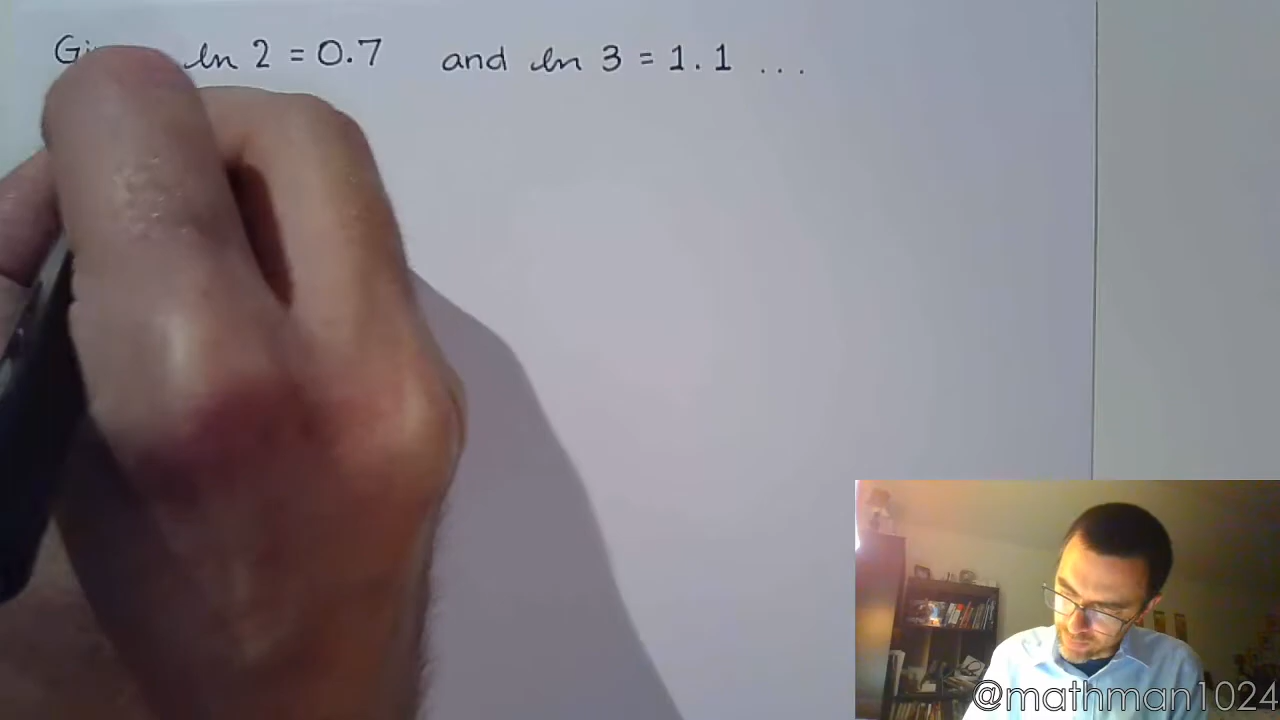 ln 2 = 0.7 and ln 3 = 1.1 ...
@mathman1024